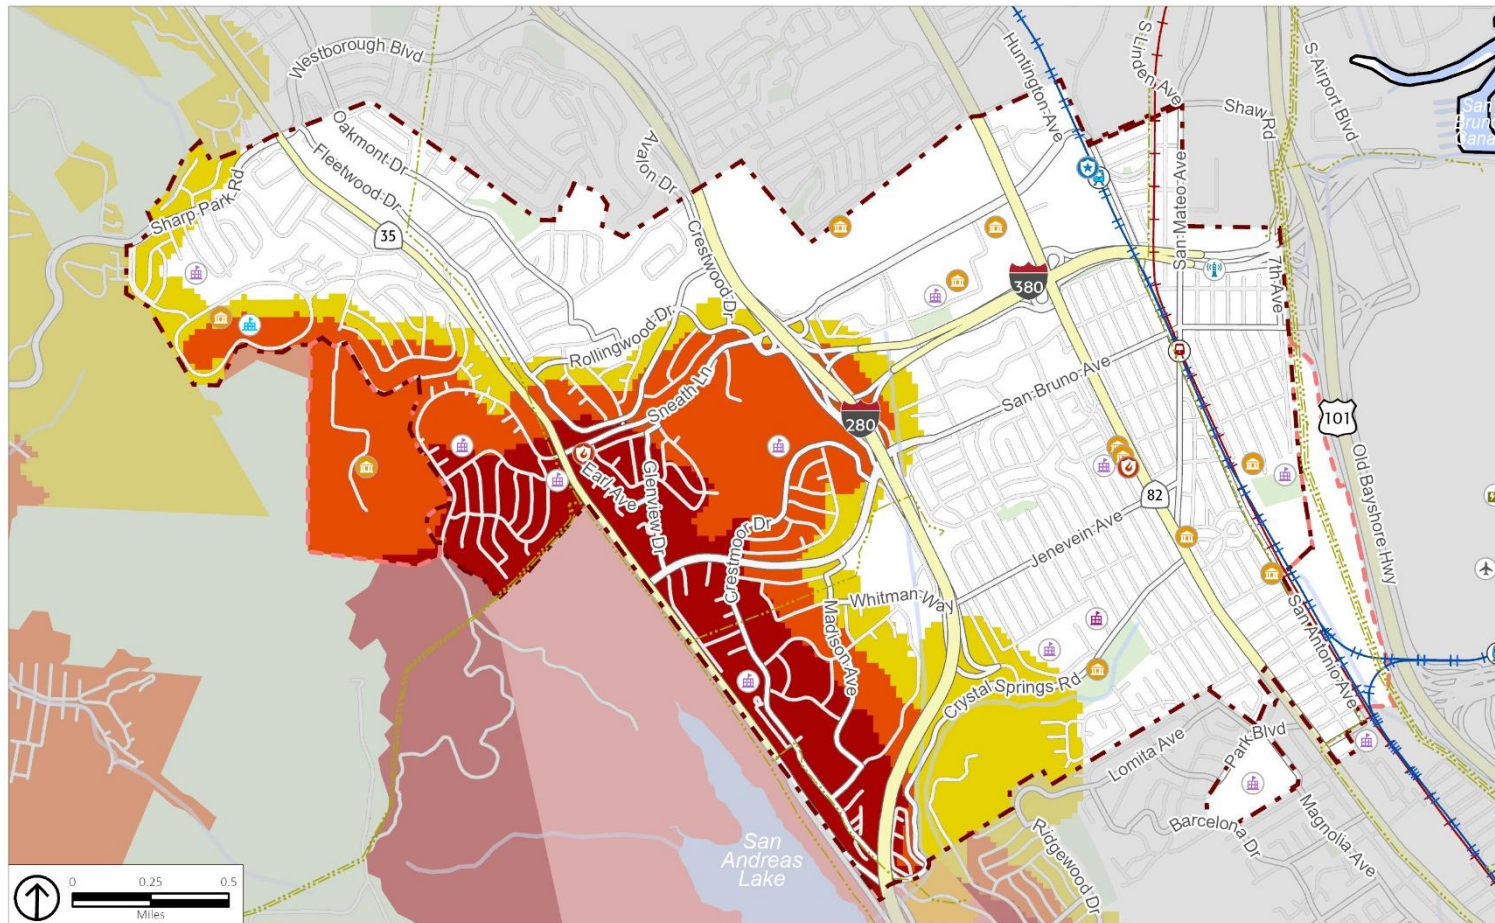 Westborough Blvd
Huntington Ave
S Linden Ave
Shaw Rd
S Airport Blvd
San
Bruno
Canal
Oakmont Dr
Fleetwood Dr
Avalon Dr
San Mateo Ave
Sharp Park Rd
35
Crestwood Dr
380
7th Ave
Rollingwood Dr
Sneath Ln
San Bruno Ave
280
101
Earl Ave
Glenview Dr
82
Old Bayshore Hwy
Crestmoor Dr
Jenevein Ave
Madison Ave
Whitman Way
San Antonio Ave
Crystal Springs Rd
Lomita Ave
Park Blvd
Magnolia Ave
Barcelona Dr
Ridgewood Dr
San
Andreas
Lake
0 0.25 0.5
Miles